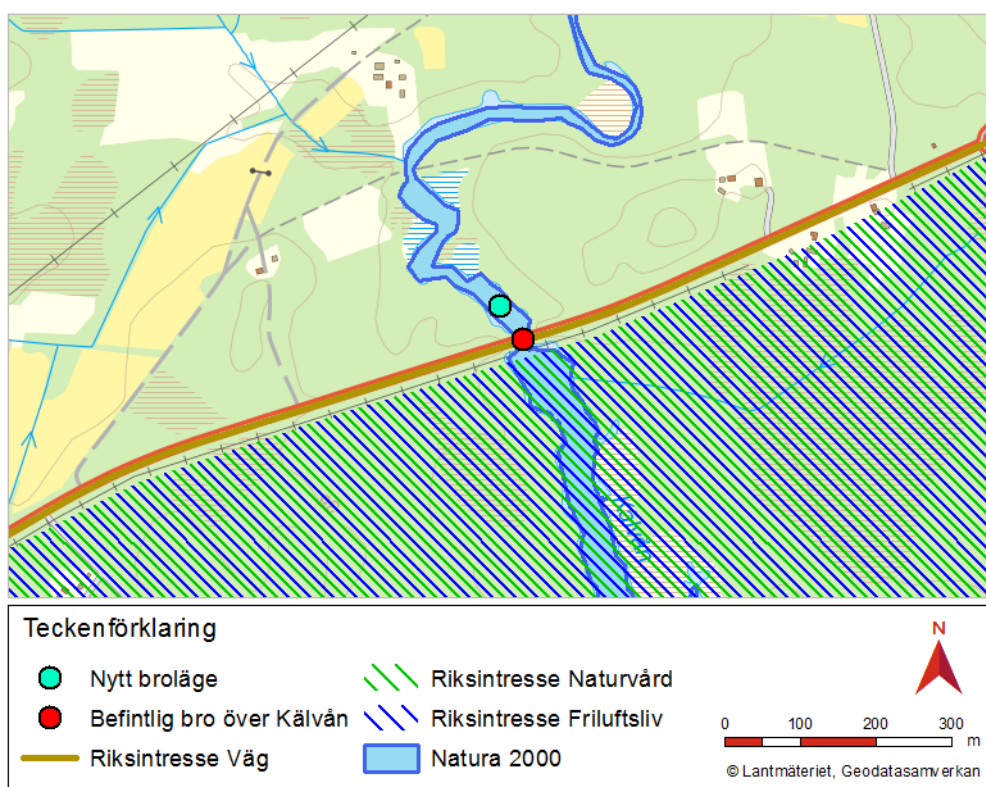 Kälvån
Teckenförklaring
Nytt broläge
Befintlig bro över Kälvån
Riksintresse Väg
Riksintresse Naturvård
Riksintresse Friluftsliv
Natura 2000
N
0 100 200 300
m
© Lantmäteriet, Geodatasamverkan